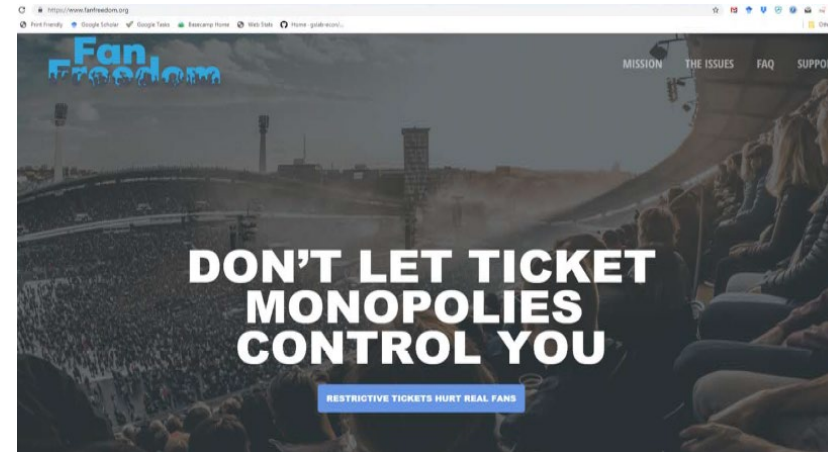 https://www.fanfreedom.org
Print Friendly Google Scholar Google Tasks Basecamp Home Web Stats
Fan
Freedom
MISSION THE ISSUES FAQ
DON'T LET TICKET
MONOPOLIES
CONTROL YOU
RESTRICTIVE TICKETS HURT REAL FANS